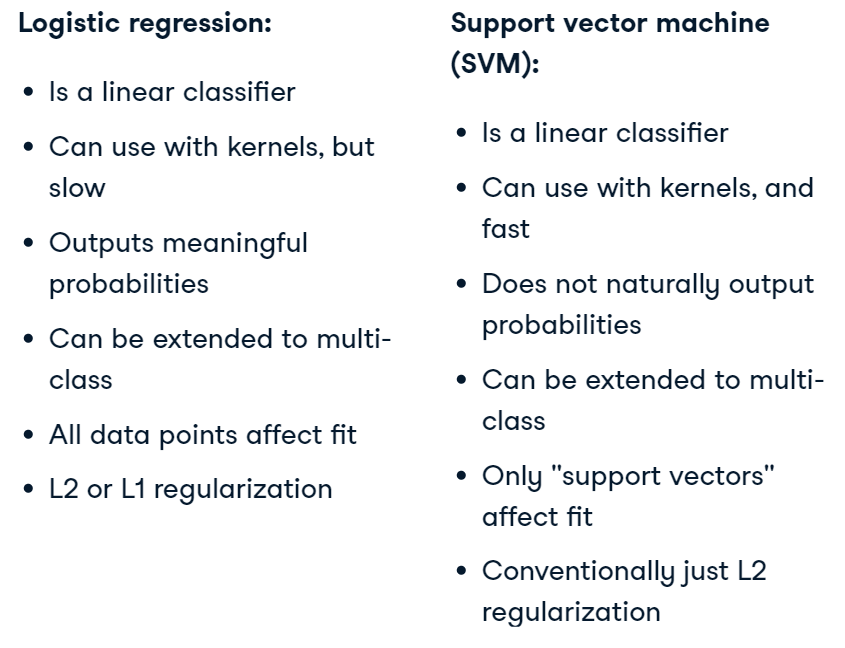 Logistic regression:
• Is a linear classifier
• Can use with kernels, but
slow
• Outputs meaningful
probabilities
• Can be extended to multi-
class
• All data points affect fit
• L2 or L1 regularization
Support vector machine
(SVM):
• Is a linear classifier
• Can use with kernels, and
fast
• Does not naturally output
probabilities
• Can be extended to multi-
class
• Only "support vectors"
affect fit
• Conventionally just L2
regularization